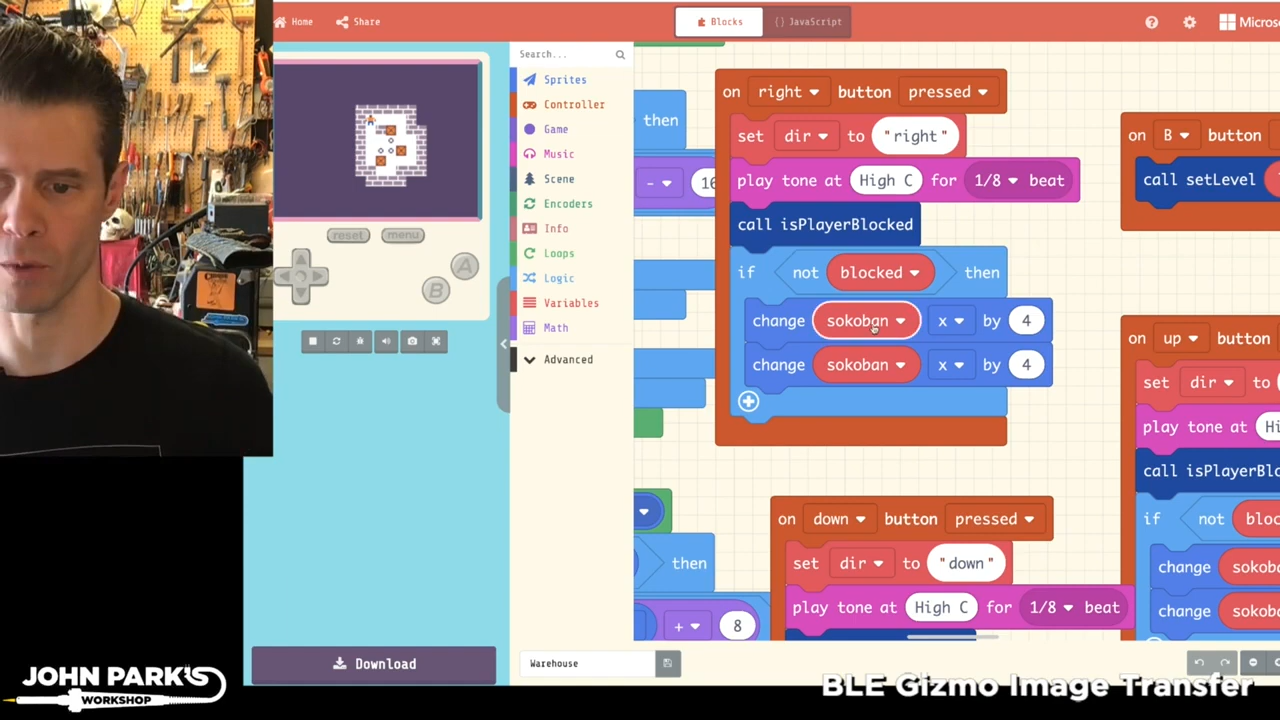 Home
Share
Blocks
{} JavaScript
reset
menu
A
B
Download
Search...
Sprites
Controller
Game
Music
Scene
Encoders
Info
Loops
Logic
Variables
Math
Advanced
then
-
then
+ 8
on right button pressed
set dir to "right"
play tone at High C for 1/8 beat
call isPlayerBlocked
if not blocked then
change sokoban x by 4
change sokoban x by 4
on down button pressed
set dir to "down"
play tone at High C for 1/8 beat
on B button
call setLevel
on up button
set dir to
play tone at
call isPlayerBlo
if not
change
change
Warehouse
JOHN PARK'S
WORKSHOP
BLE Gizmo Image Transfer